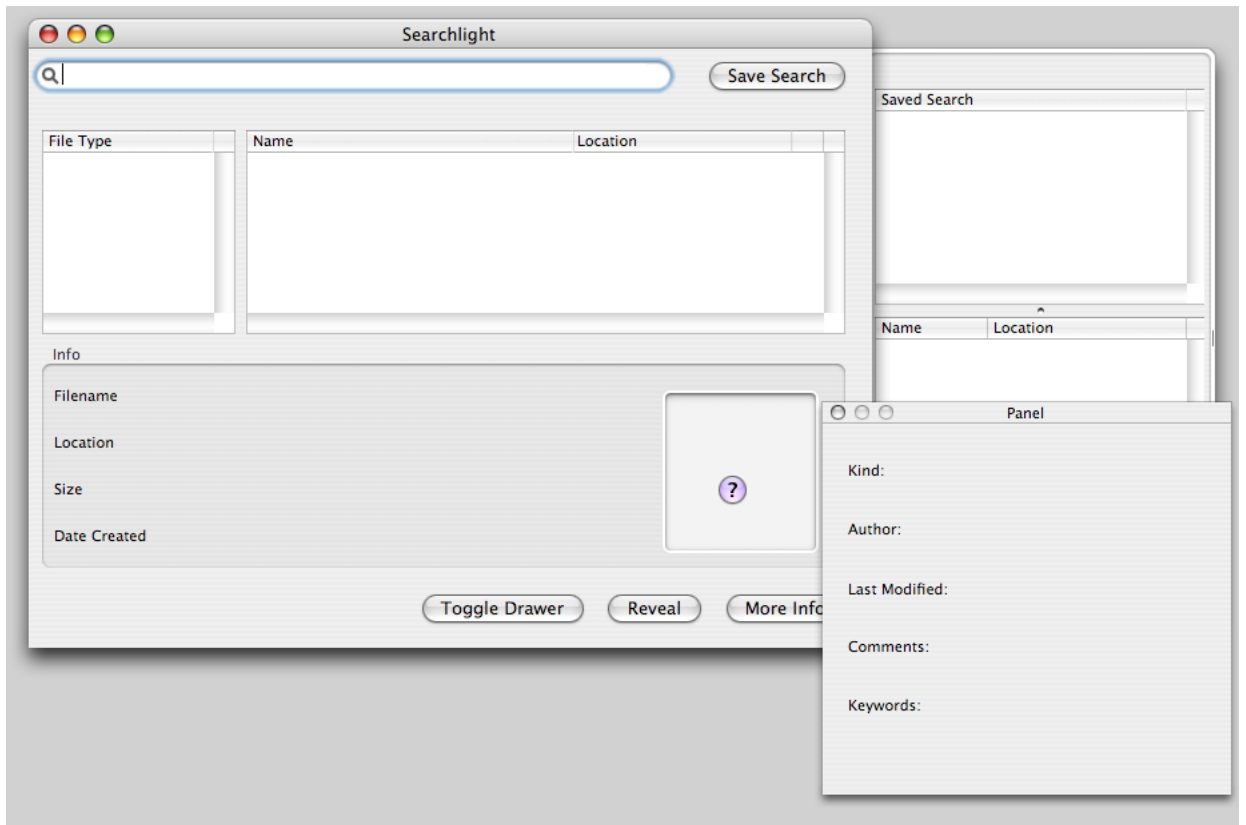 Searchlight
Save Search
File Type
Name Location
Info
Filename
Location
Size
Date Created
?
Toggle Drawer Reveal More Info
Saved Search
Name Location
Panel
Kind:
Author:
Last Modified:
Comments:
Keywords: